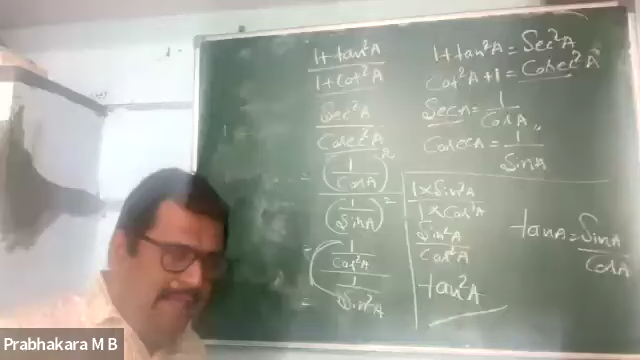 1+tan²A
1+Cot²A
Sec²A
Cosec²A
= (1/CosA)²
(1/SinA)²
= 1/Cos²A
= 1/Sin²A
1+tan²A = Sec²A
Cot²A+1 = Cosec²A
SecA = 1/CosA
CosecA = 1/SinA
1×Sin²A
1×Cos²A
Sin²A
Cos²A
tan²A
tanA = SinA/CosA
Prabhakara M B